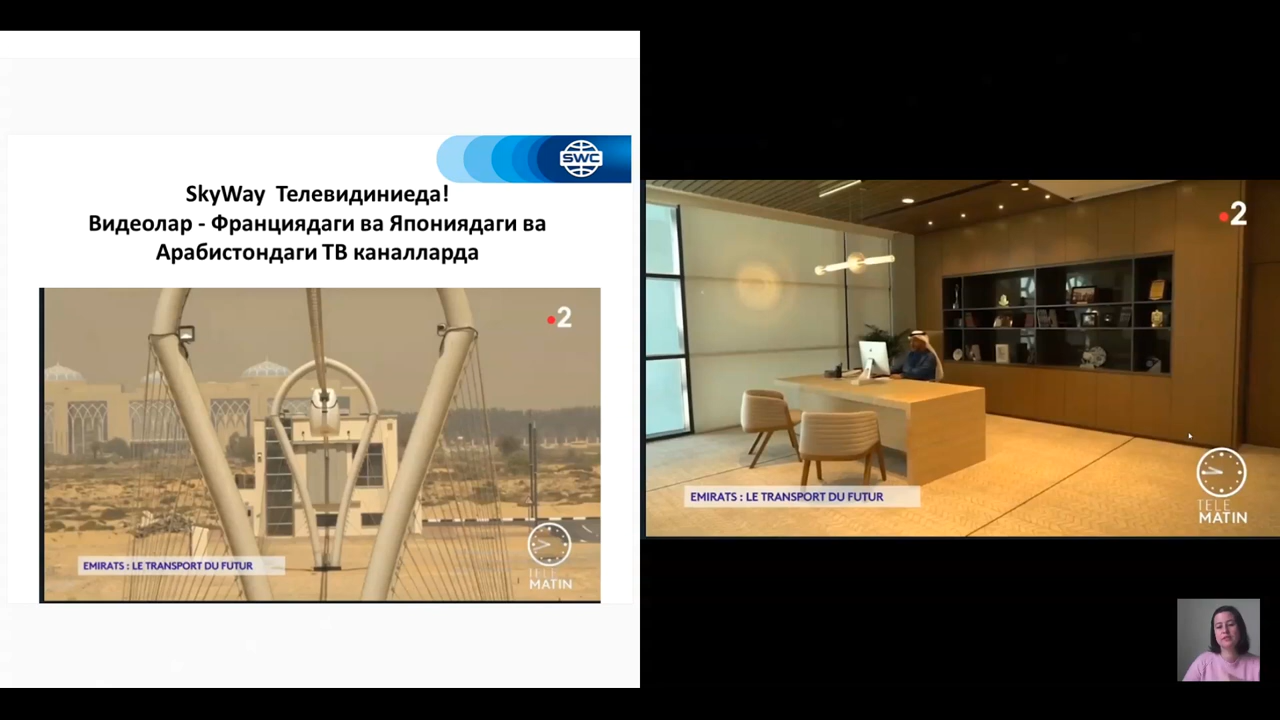 SWC
SkyWay Телевидиниеда!
Видеолар - Франциядаги ва Япониядаги ва
Арабистондаги ТВ каналларда
2
EMIRATS : LE TRANSPORT DU FUTUR
TELE
MATIN
2
EMIRATS : LE TRANSPORT DU FUTUR
TELE
MATIN